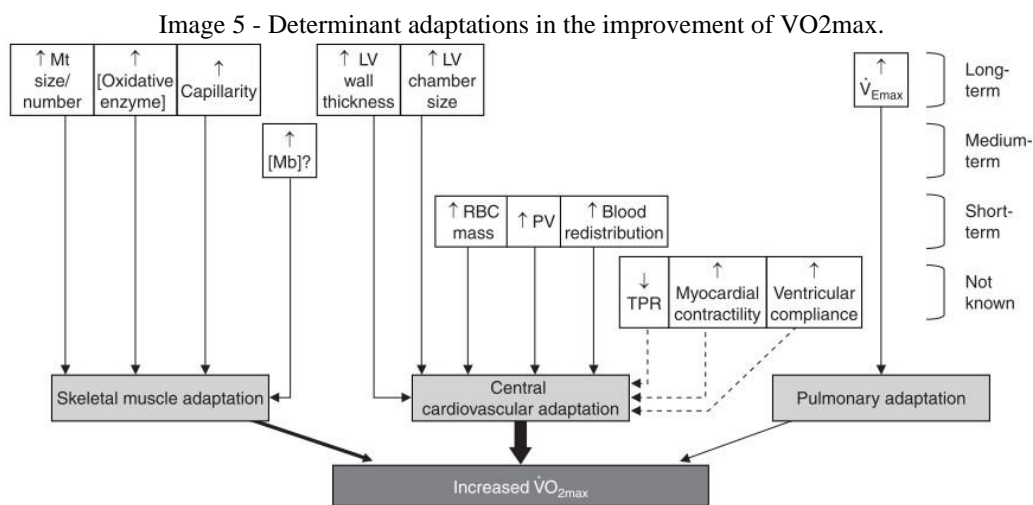 Image 5 - Determinant adaptations in the improvement of VO2max.
↑ Mt
size/
number
↑
[Oxidative
enzyme]
↑
Capillarity
↑ LV
wall
thickness
↑ LV
chamber
size
↑
V̇Emax
Long-
term
↑
[Mb]?
Medium-
term
↑ RBC
mass
↑ PV
↑ Blood
redistribution
Short-
term
↓
TPR
↑
Myocardial
contractility
↑
Ventricular
compliance
Not
known
Skeletal muscle adaptation
Central
cardiovascular adaptation
Pulmonary adaptation
Increased V̇O2max